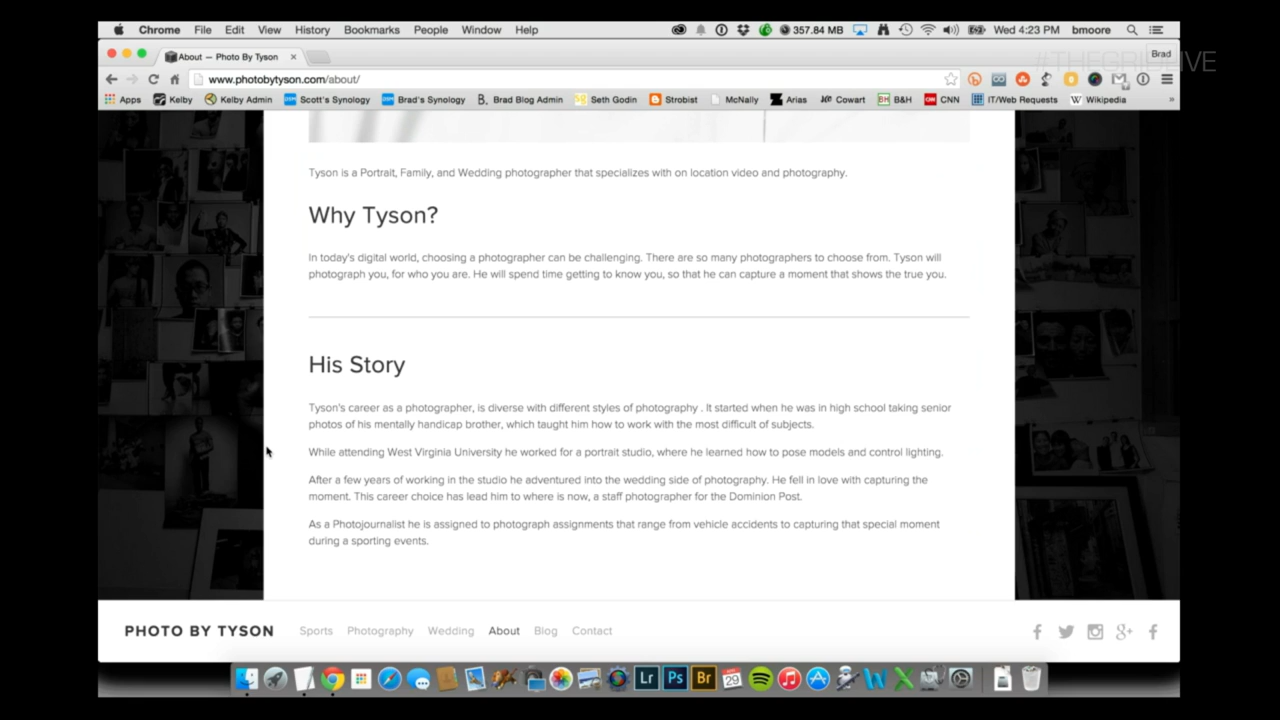 Chrome File Edit View History Bookmarks People Window Help 357.84 MB Wed 4:23 PM bmoore
#THEGRIDLIVE
About — Photo By Tyson × Brad
www.photobytyson.com/about/
Apps Kelby Kelby Admin Scott's Synology Brad's Synology B. Brad Blog Admin Seth Godin Strobist McNally Arias Cowart BH B&H CNN IT/Web Requests W Wikipedia »
Tyson is a Portrait, Family, and Wedding photographer that specializes with on location video and photography.
Why Tyson?
In today's digital world, choosing a photographer can be challenging. There are so many photographers to choose from. Tyson will
photograph you, for who you are. He will spend time getting to know you, so that he can capture a moment that shows the true you.
His Story
Tyson's career as a photographer, is diverse with different styles of photography . It started when he was in high school taking senior
photos of his mentally handicap brother, which taught him how to work with the most difficult of subjects.
While attending West Virginia University he worked for a portrait studio, where he learned how to pose models and control lighting.
After a few years of working in the studio he adventured into the wedding side of photography. He fell in love with capturing the
moment. This career choice has lead him to where is now, a staff photographer for the Dominion Post.
As a Photojournalist he is assigned to photograph assignments that range from vehicle accidents to capturing that special moment
during a sporting events.
PHOTO BY TYSON Sports Photography Wedding About Blog Contact
Lr Ps Br 29